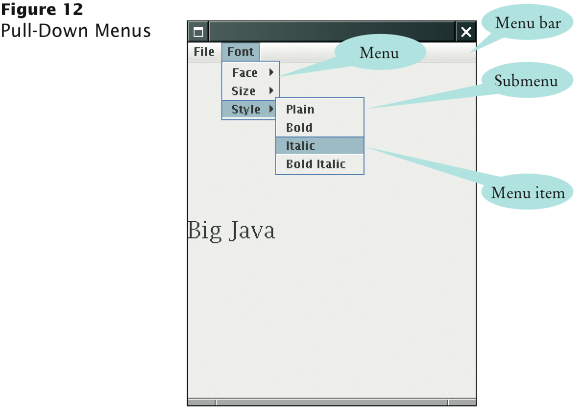 Figure 12
Pull-Down Menus
Menu bar
File Font
Menu
Face
Submenu
Size
Style
Plain
Bold
Italic
Bold Italic
Menu item
Big Java